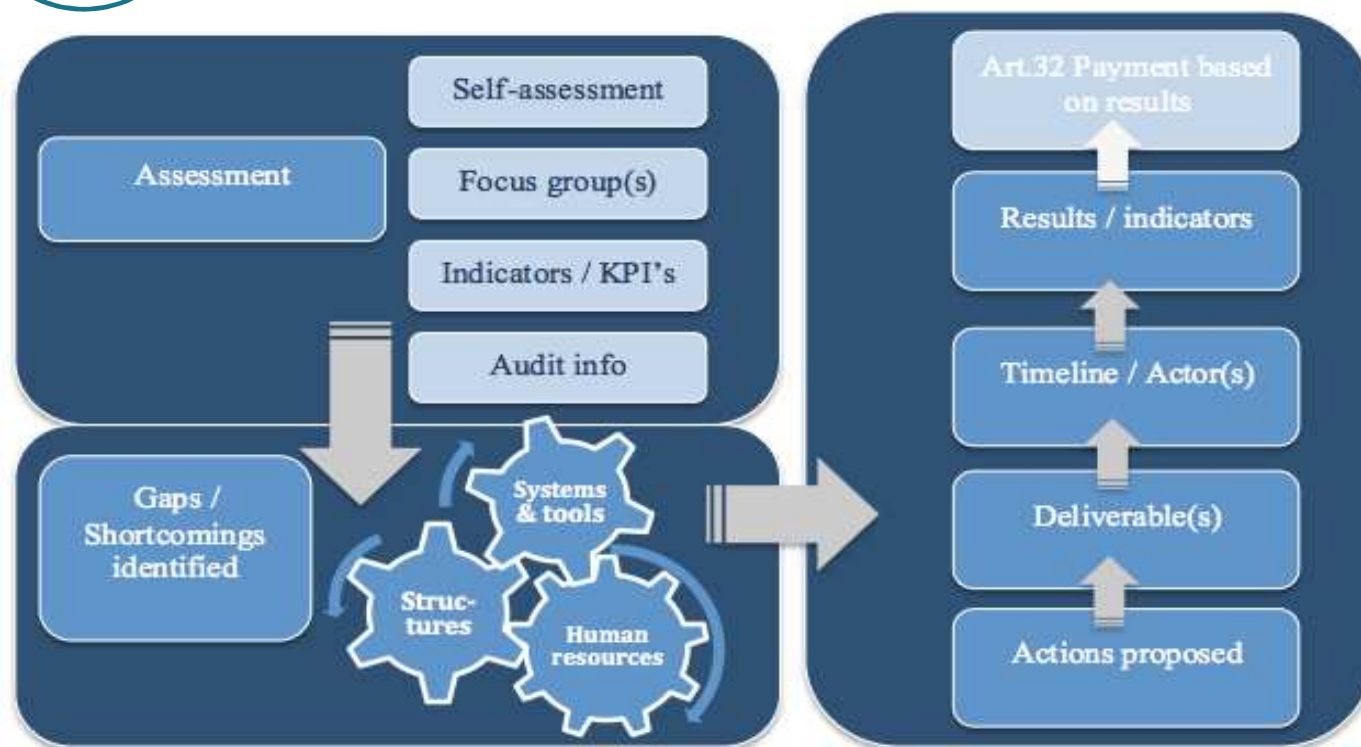 Assessment
Self-assessment
Focus group(s)
Indicators / KPI's
Audit info
Gaps /
Shortcomings
identified
Systems
& tools
Struc-
tures
Human
resources
Art.32 Payment based
on results
Results / indicators
Timeline / Actor(s)
Deliverable(s)
Actions proposed